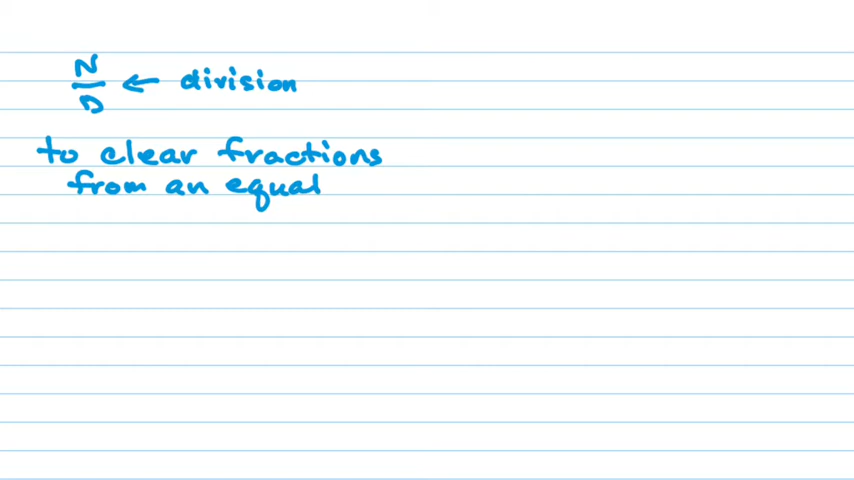 N
D ← division
to clear fractions
from an equal